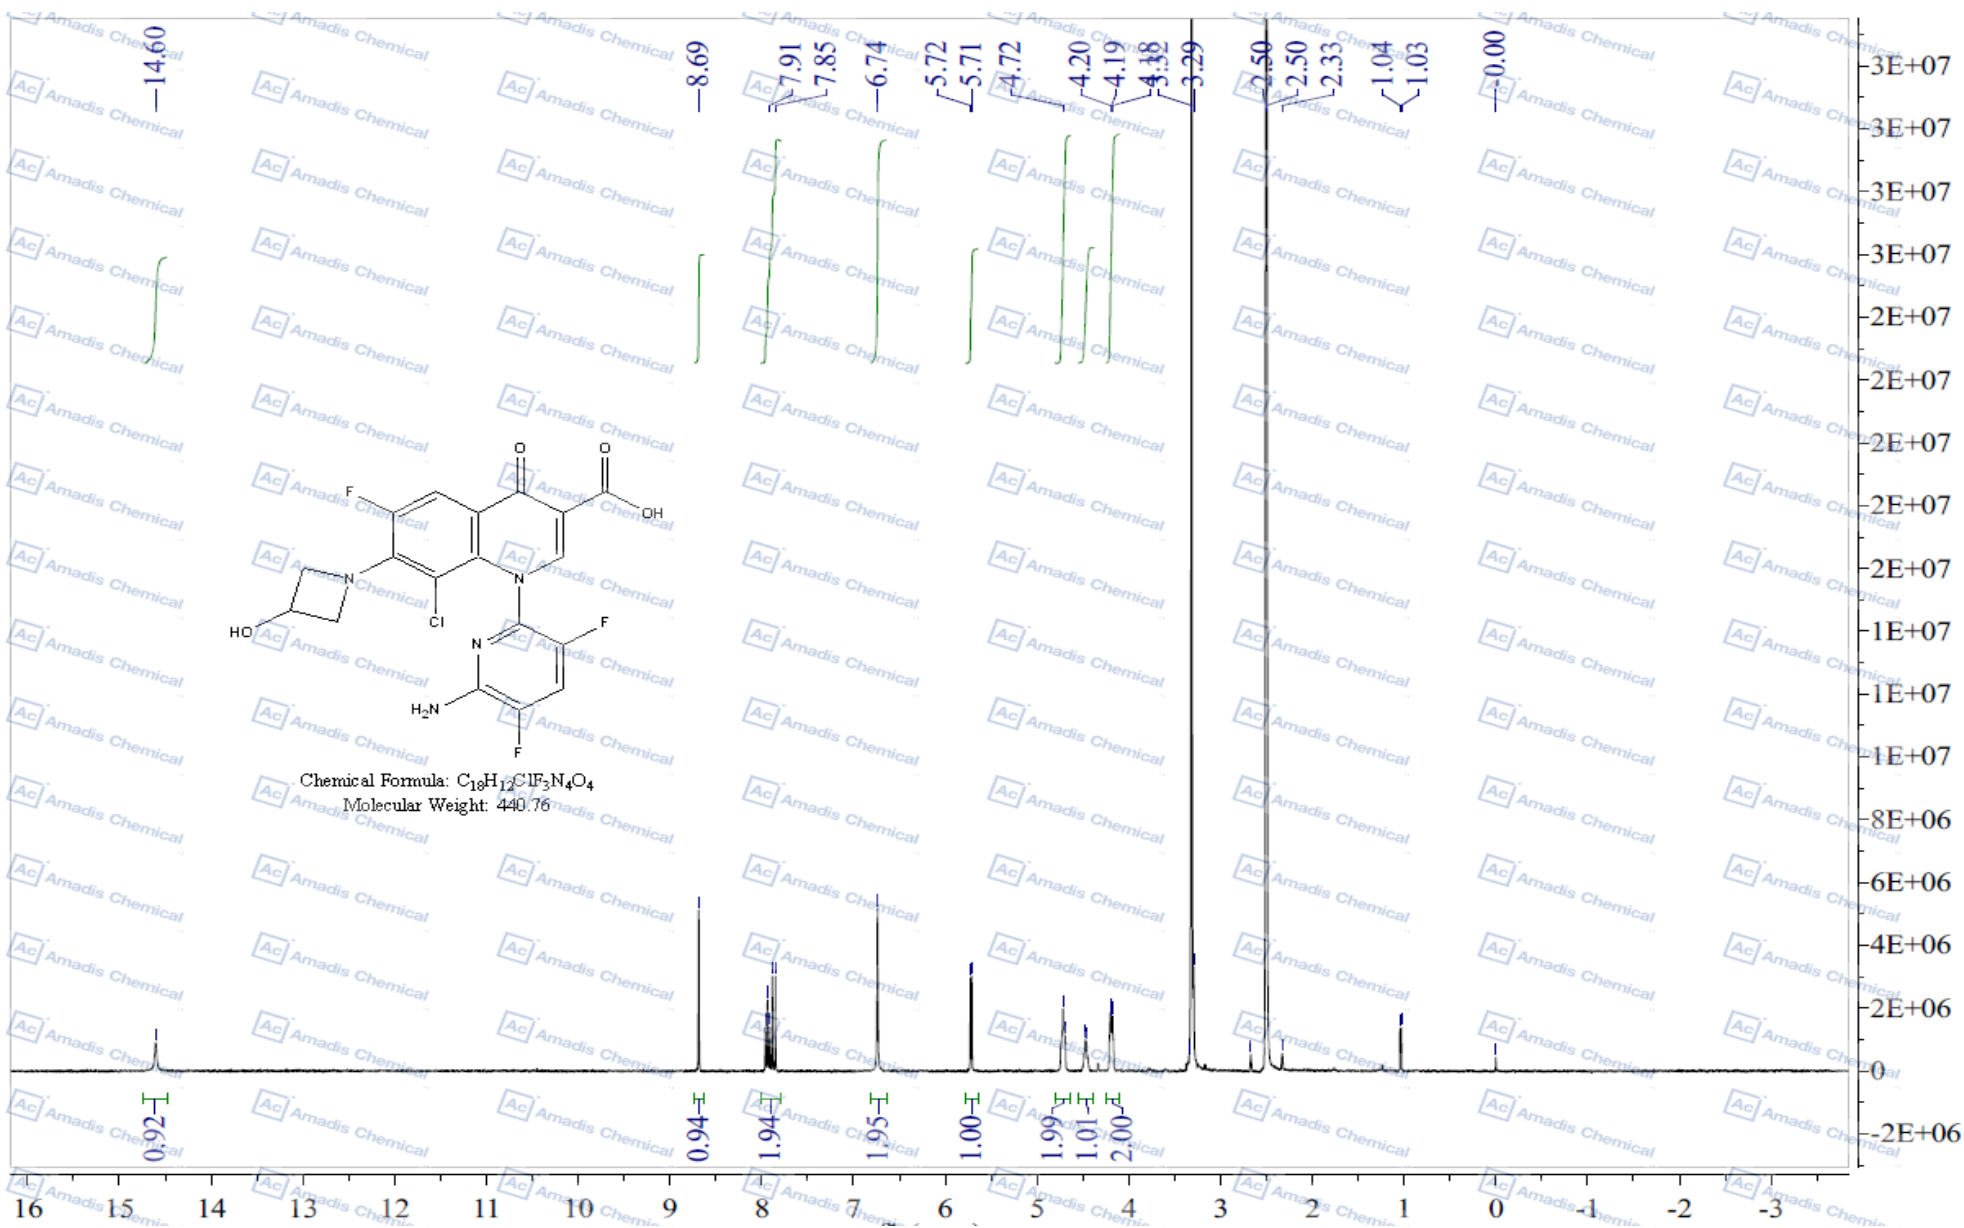 14.60
8.69
7.91
7.85
6.74
5.72
5.71
4.72
4.20
4.19
4.18
3.32
3.29
2.50
2.50
2.33
1.04
1.03
-0.00
3E+07
3E+07
3E+07
3E+07
2E+07
2E+07
2E+07
2E+07
2E+07
1E+07
1E+07
1E+07
8E+06
6E+06
4E+06
2E+06
0
-2E+06
O
O
F
OH
N
N
HO
Cl
F
N
H2N
F
Chemical Formula: C18H12ClF3N4O4
Molecular Weight: 440.76
0.92
0.94
1.94
1.95
1.00
1.99
1.01
2.00
16 15 14 13 12 11 10 9 8 7 6 5 4 3 2 1 0 -1 -2 -3
Ac Amadis Chemical